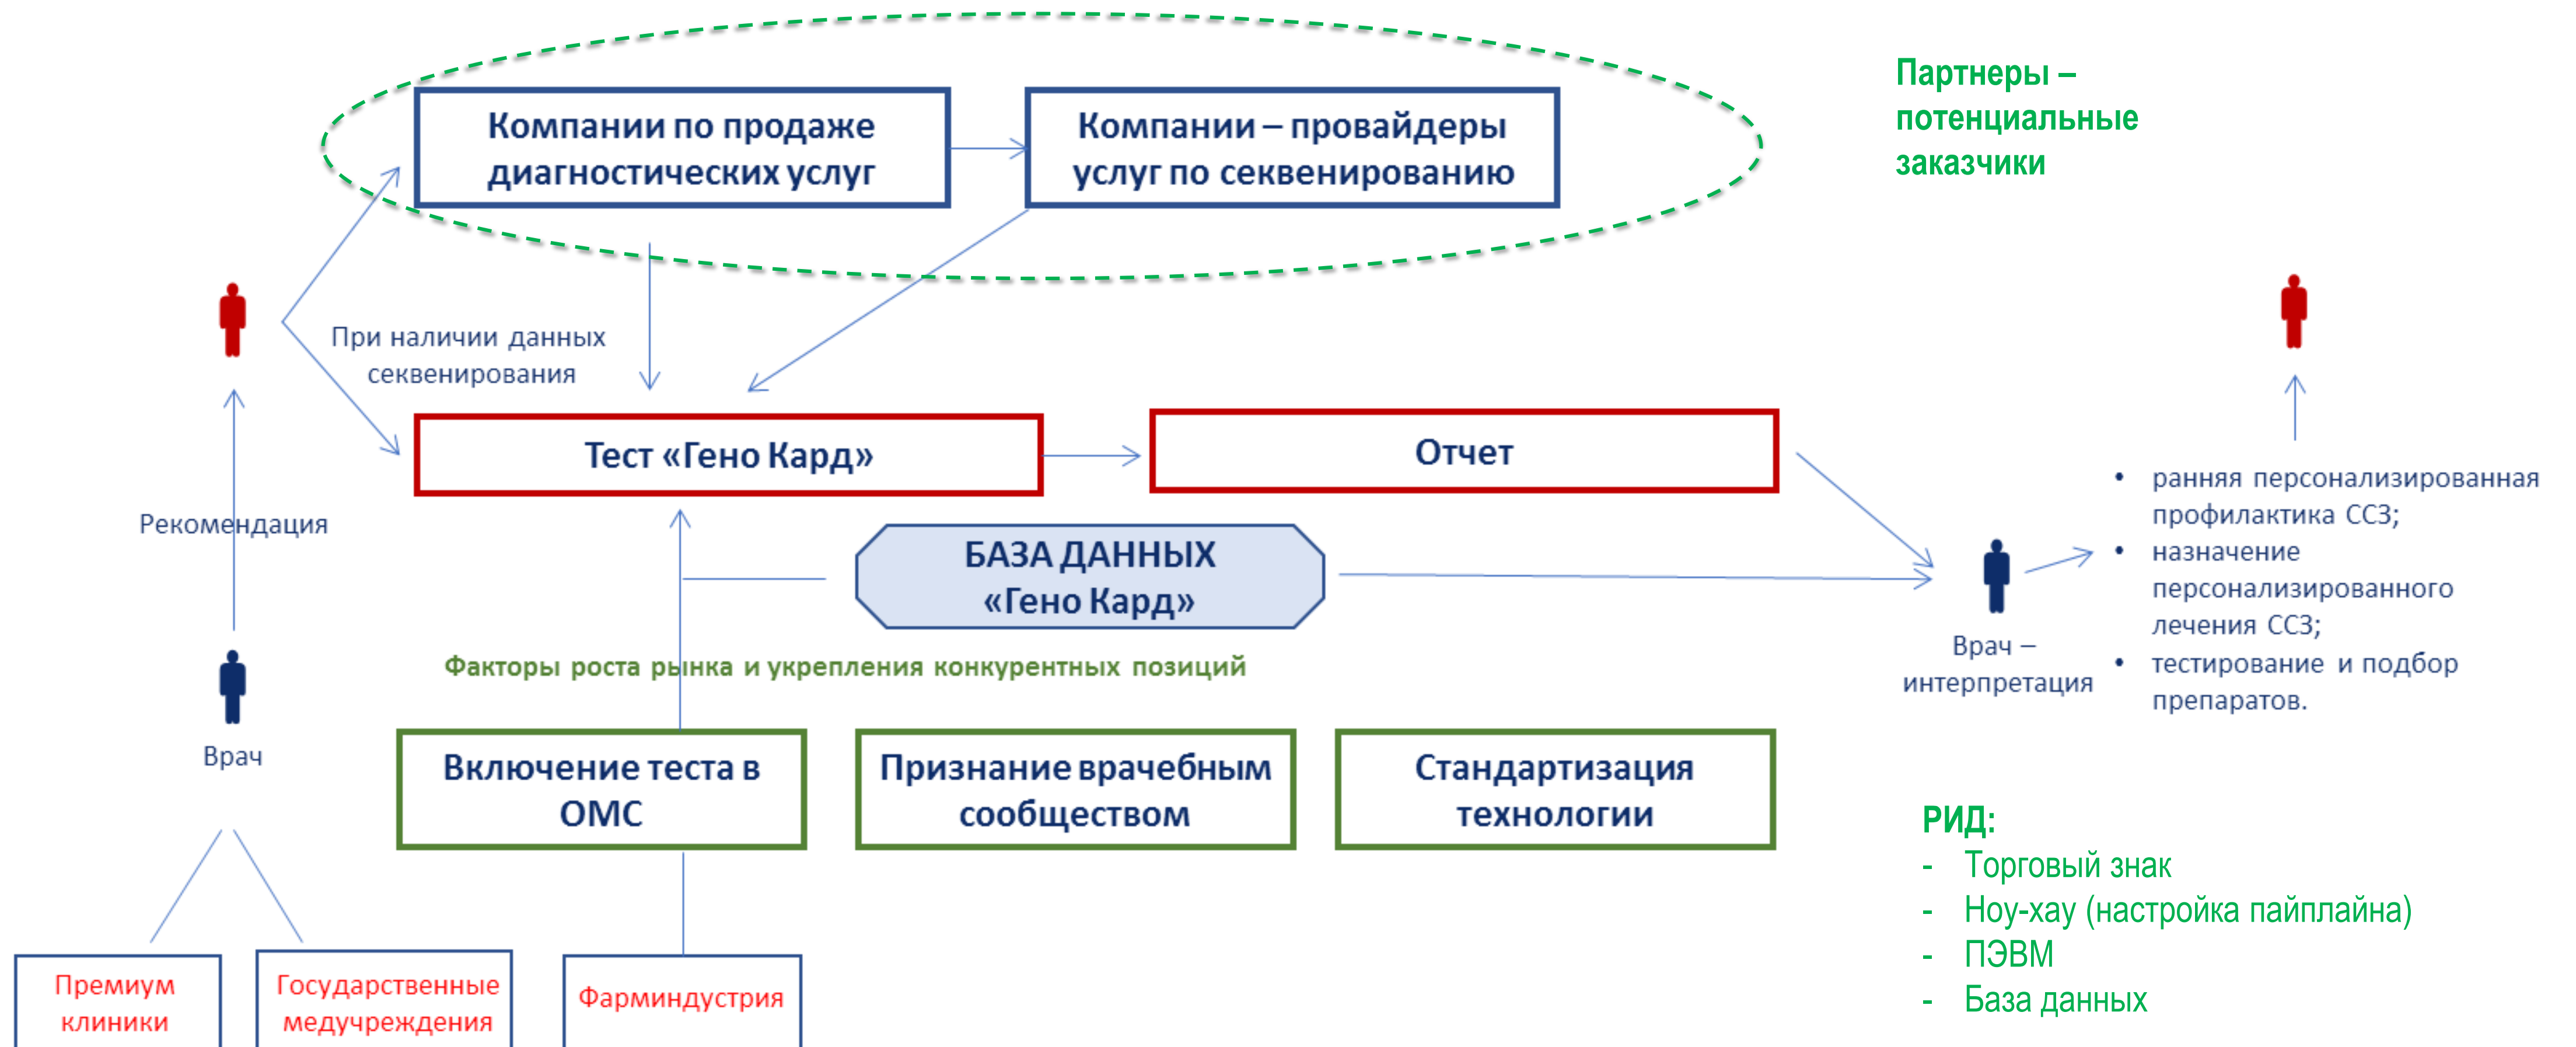 Партнеры –
потенциальные
заказчики
Компании по продаже
диагностических услуг
Компании – провайдеры
услуг по секвенированию
При наличии данных
секвенирования
Тест «Гено Кард»
Отчет
Рекомендация
БАЗА ДАННЫХ
«Гено Кард»
• ранняя персонализированная
профилактика ССЗ;
• назначение
персонализированного
лечения ССЗ;
• тестирование и подбор
препаратов.
Врач –
интерпретация
Факторы роста рынка и укрепления конкурентных позиций
Врач
Включение теста в
ОМС
Признание врачебным
сообществом
Стандартизация
технологии
РИД:
- Торговый знак
- Ноу-хау (настройка пайплайна)
- ПЭВМ
- База данных
Премиум
клиники
Государственные
медучреждения
Фарминдустрия